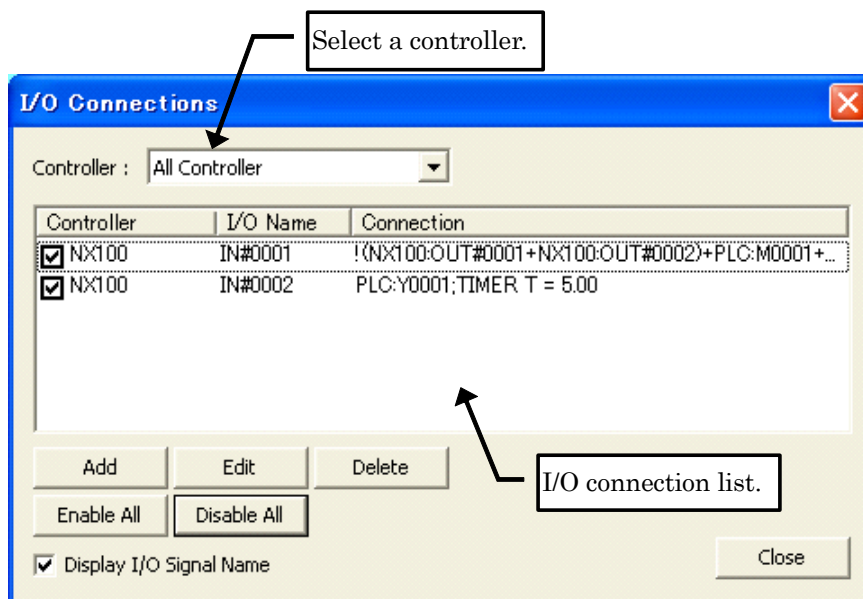 Select a controller.
I/O Connections
Controller : All Controller
Controller I/O Name Connection
NX100 IN#0001 !(NX100:OUT#0001+NX100:OUT#0002)+PLC:M0001+...
NX100 IN#0002 PLC:Y0001;TIMER T = 5.00
Add Edit Delete
I/O connection list.
Enable All Disable All
Display I/O Signal Name
Close